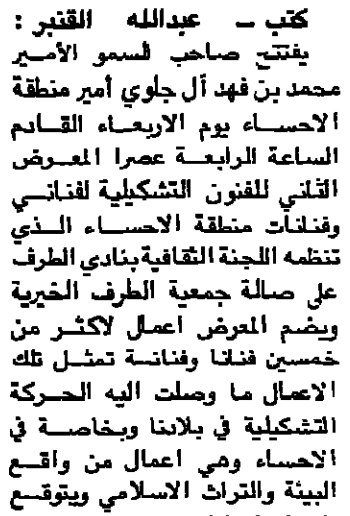 كتب ـ عبدالله القنبر :
يفتتح صاحب السمو الأمير
محمد بن فهد آل جلوي أمير منطقة
الاحساء يوم الاربعاء القادم
الساعة الرابعة عصرا المعرض
الثاني للفنون التشكيلية لفناني
وفنانات منطقة الاحساء الذي
تنظمه اللجنة الثقافية بنادي الطرف
على صالة جمعية الطرف الخيرية
ويضم المعرض اعمال لاكثر من
خمسين فنانا وفنانة تمثل تلك
الاعمال ما وصلت اليه الحركة
التشكيلية في بلادنا وبخاصة في
الاحساء وهي اعمال من واقع
البيئة والتراث الاسلامي ويتوقع